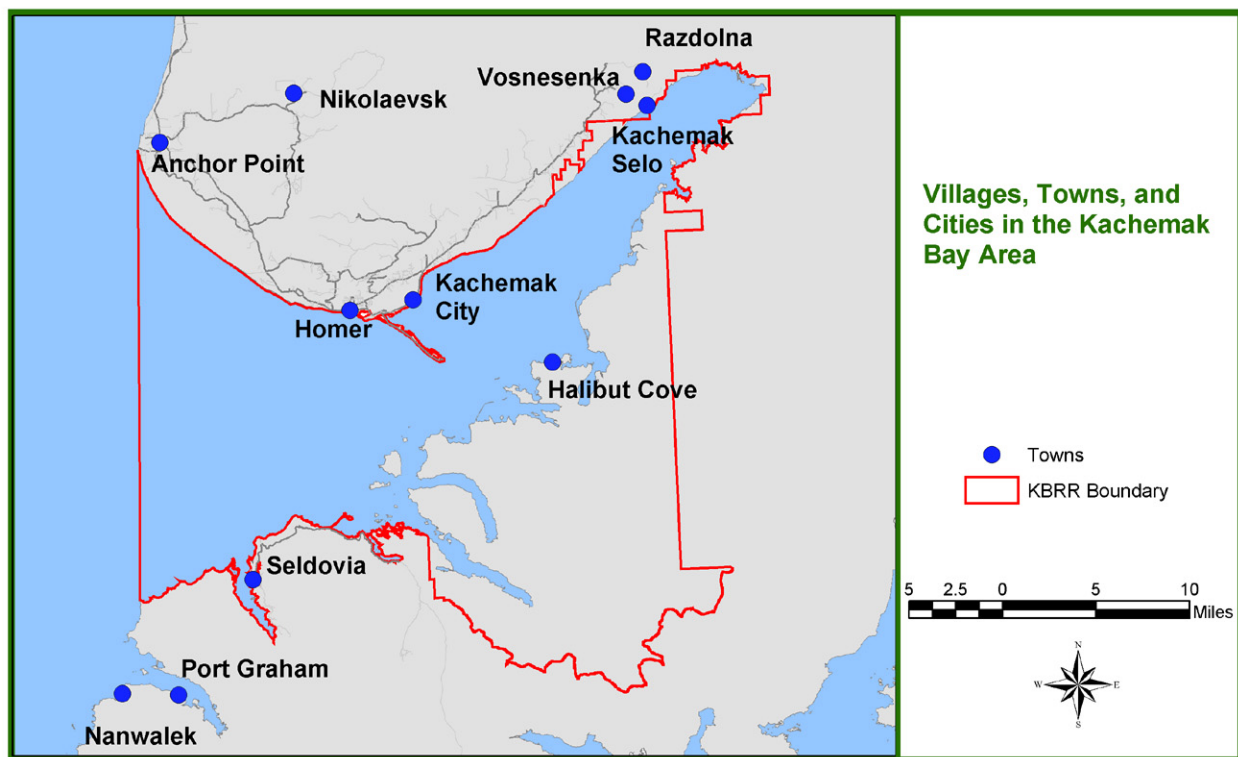 Razdolna
Vosnesenka
Nikolaevsk
Kachemak
Selo
Anchor Point
Villages, Towns, and
Cities in the Kachemak
Bay Area
Kachemak
City
Homer
Halibut Cove
Towns
KBRR Boundary
Seldovia
5 2.5 0 5 10
Miles
Port Graham
Nanwalek
N
W E
S